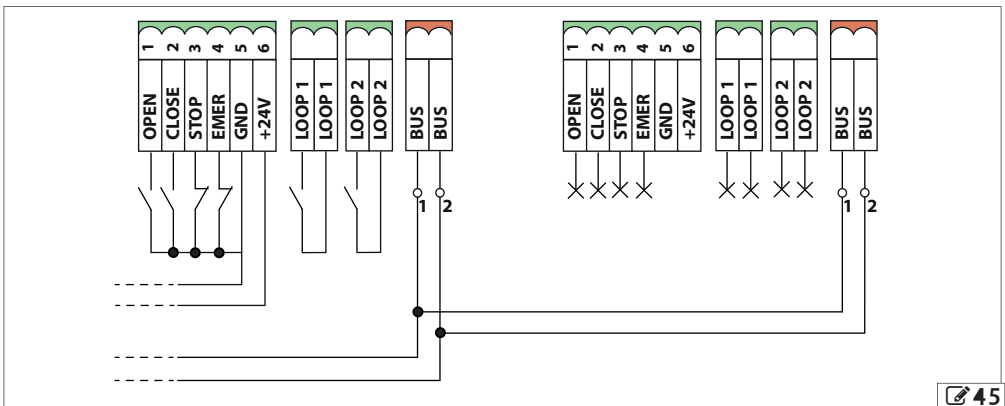 1 2 3 4 5 6
OPEN CLOSE STOP EMER GND +24V
LOOP 1 LOOP 1
LOOP 2 LOOP 2
BUS BUS
1 2
1 2 3 4 5 6
OPEN CLOSE STOP EMER GND +24V
LOOP 1 LOOP 1
LOOP 2 LOOP 2
BUS BUS
1 2
45